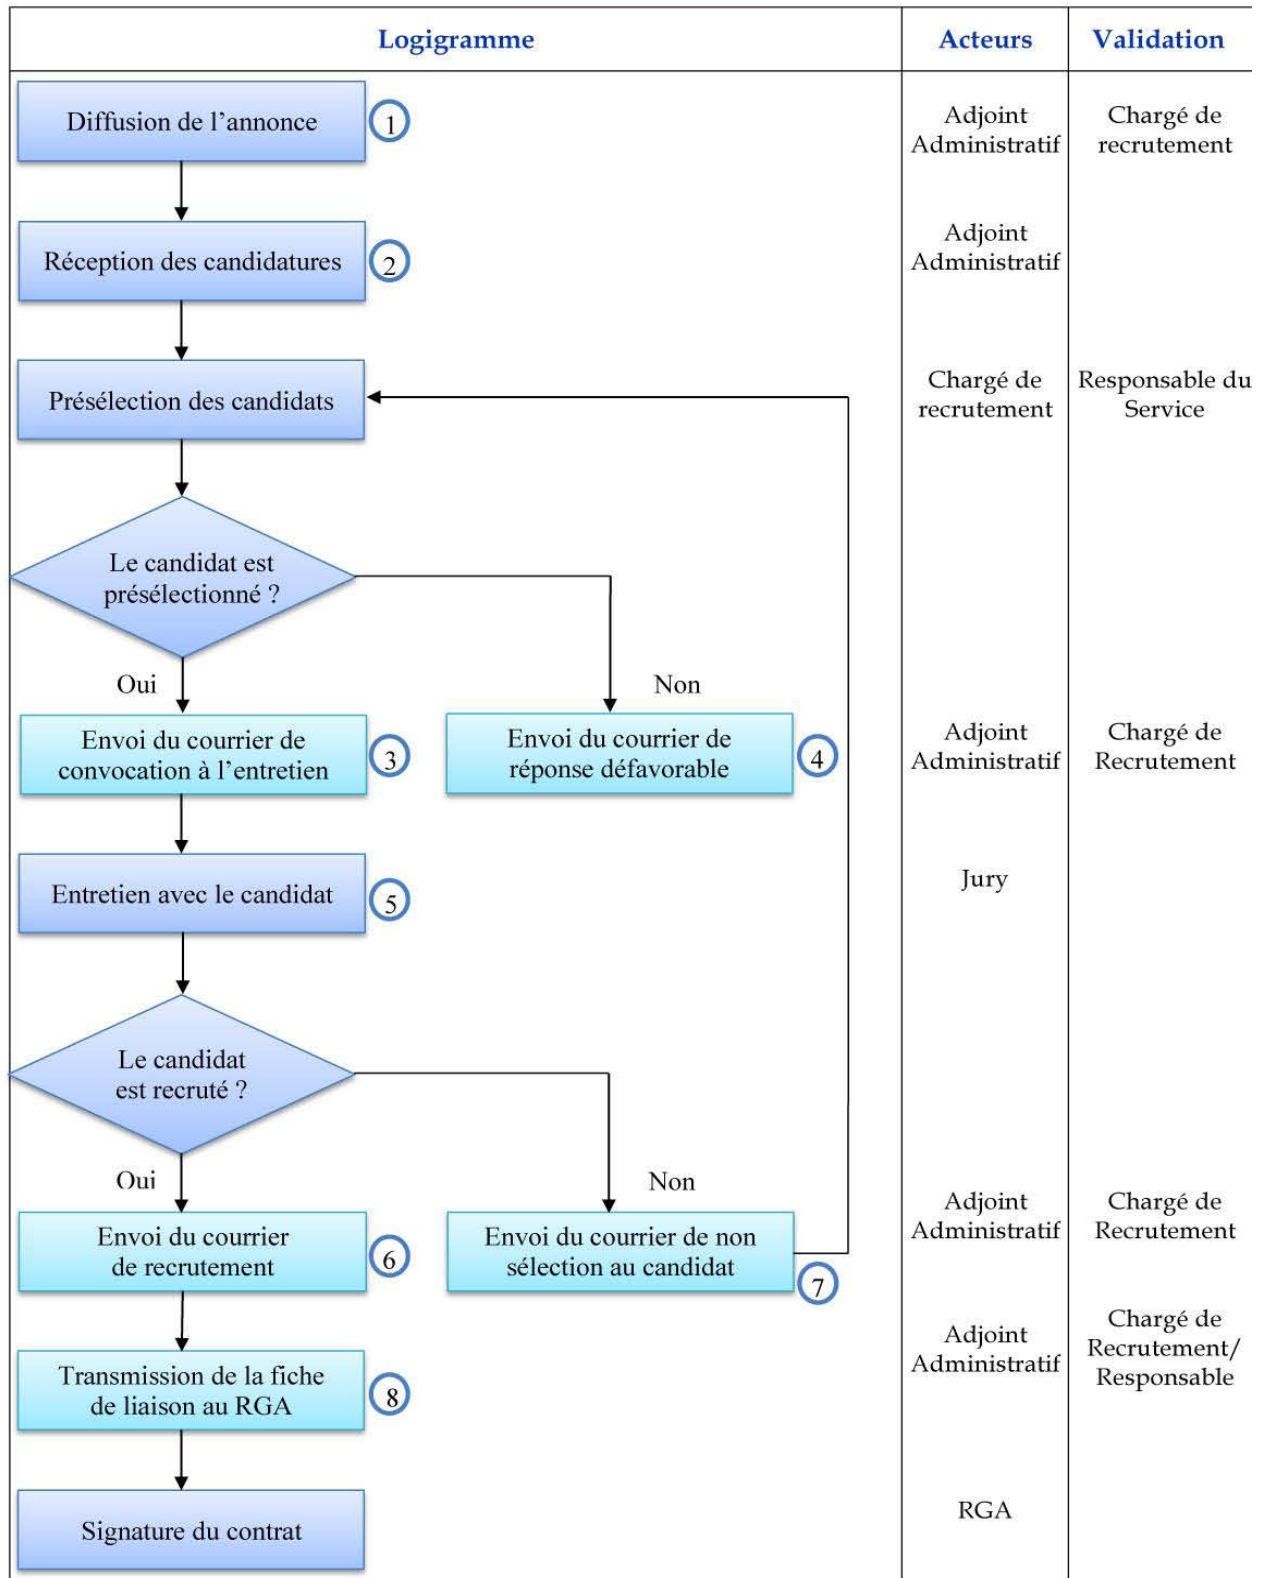 Logigramme
Acteurs
Validation
Diffusion de l’annonce
1
Adjoint
Administratif
Chargé de
recrutement
Réception des candidatures
2
Adjoint
Administratif
Présélection des candidats
Chargé de
recrutement
Responsable du
Service
Le candidat est
présélectionné ?
Oui
Non
Envoi du courrier de
convocation à l’entretien
3
Envoi du courrier de
réponse défavorable
4
Adjoint
Administratif
Chargé de
Recrutement
Entretien avec le candidat
5
Jury
Le candidat
est recruté ?
Oui
Non
Envoi du courrier
de recrutement
6
Envoi du courrier de non
sélection au candidat
7
Adjoint
Administratif
Chargé de
Recrutement
Transmission de la fiche
de liaison au RGA
8
Adjoint
Administratif
Chargé de
Recrutement/
Responsable
Signature du contrat
RGA